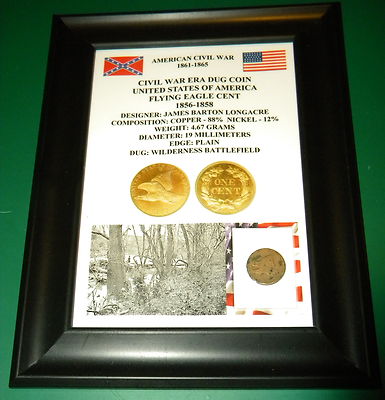 AMERICAN CIVIL WAR
1861-1865
CIVIL WAR ERA DUG COIN
UNITED STATES OF AMERICA
FLYING EAGLE CENT
1856-1858
DESIGNER: JAMES BARTON LONGACRE
COMPOSITION: COPPER - 88% NICKEL - 12%
WEIGHT: 4.67 GRAMS
DIAMETER: 19 MILLIMETERS
EDGE: PLAIN
DUG: WILDERNESS BATTLEFIELD
ONE
CENT